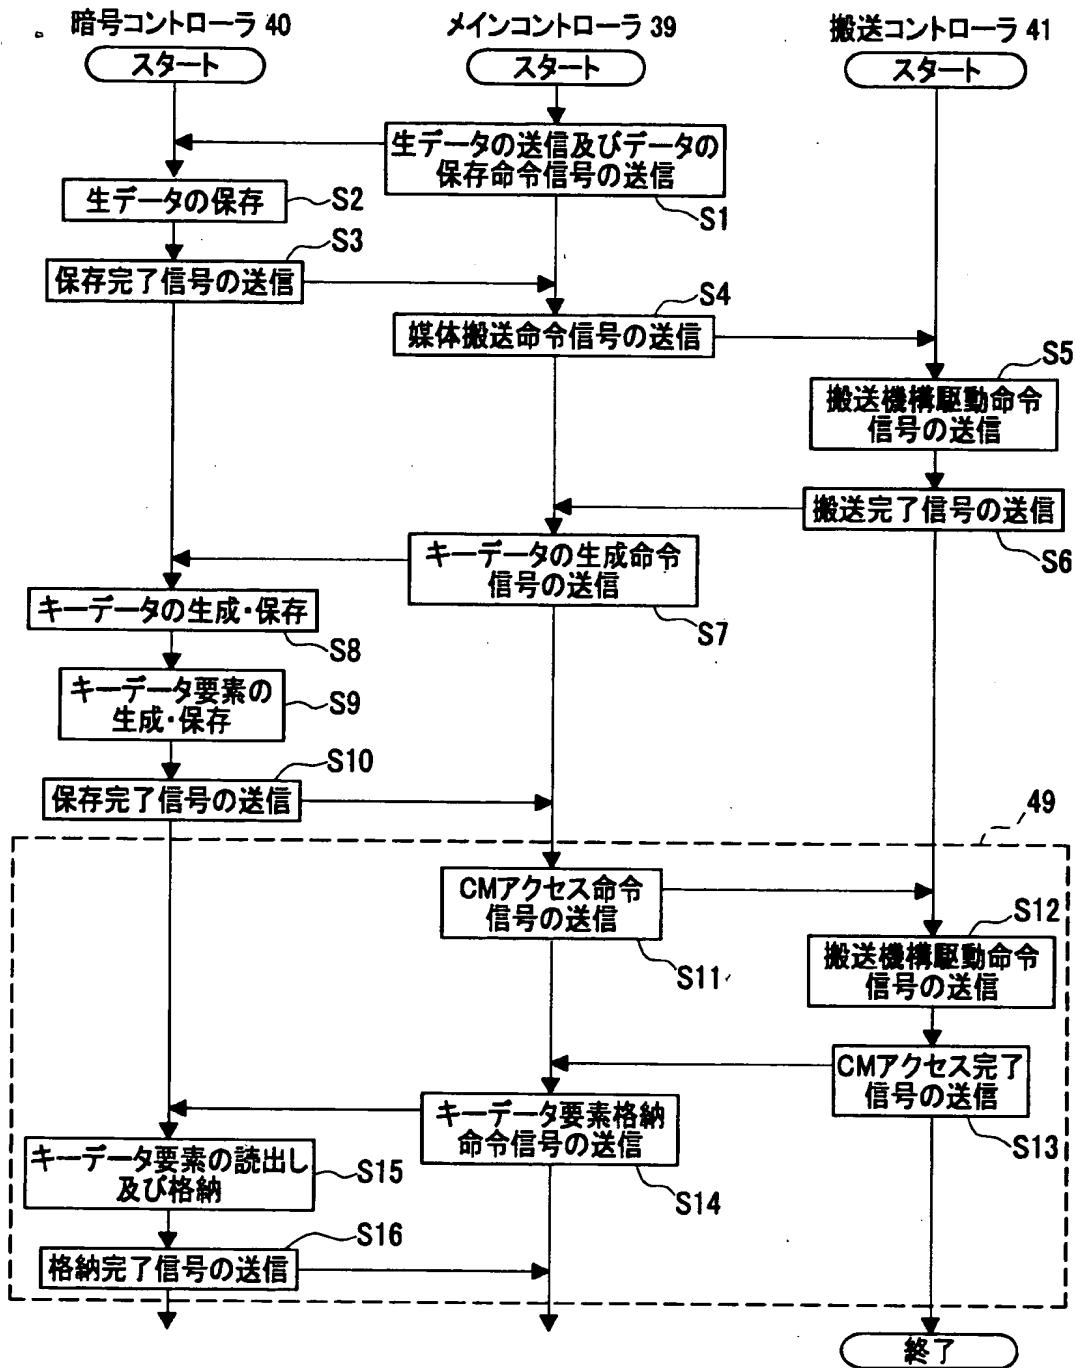 暗号コントローラ 40
メインコントローラ 39
搬送コントローラ 41
スタート
スタート
スタート
生データの送信及びデータの
保存命令信号の送信
S1
生データの保存
S2
保存完了信号の送信
S3
媒体搬送命令信号の送信
S4
搬送機構駆動命令
信号の送信
S5
搬送完了信号の送信
S6
キーデータの生成命令
信号の送信
S7
キーデータの生成・保存
S8
キーデータ要素の
生成・保存
S9
保存完了信号の送信
S10
49
CMアクセス命令
信号の送信
S11
搬送機構駆動命令
信号の送信
S12
CMアクセス完了
信号の送信
S13
キーデータ要素格納
命令信号の送信
S14
キーデータ要素の読出し
及び格納
S15
格納完了信号の送信
S16
終了